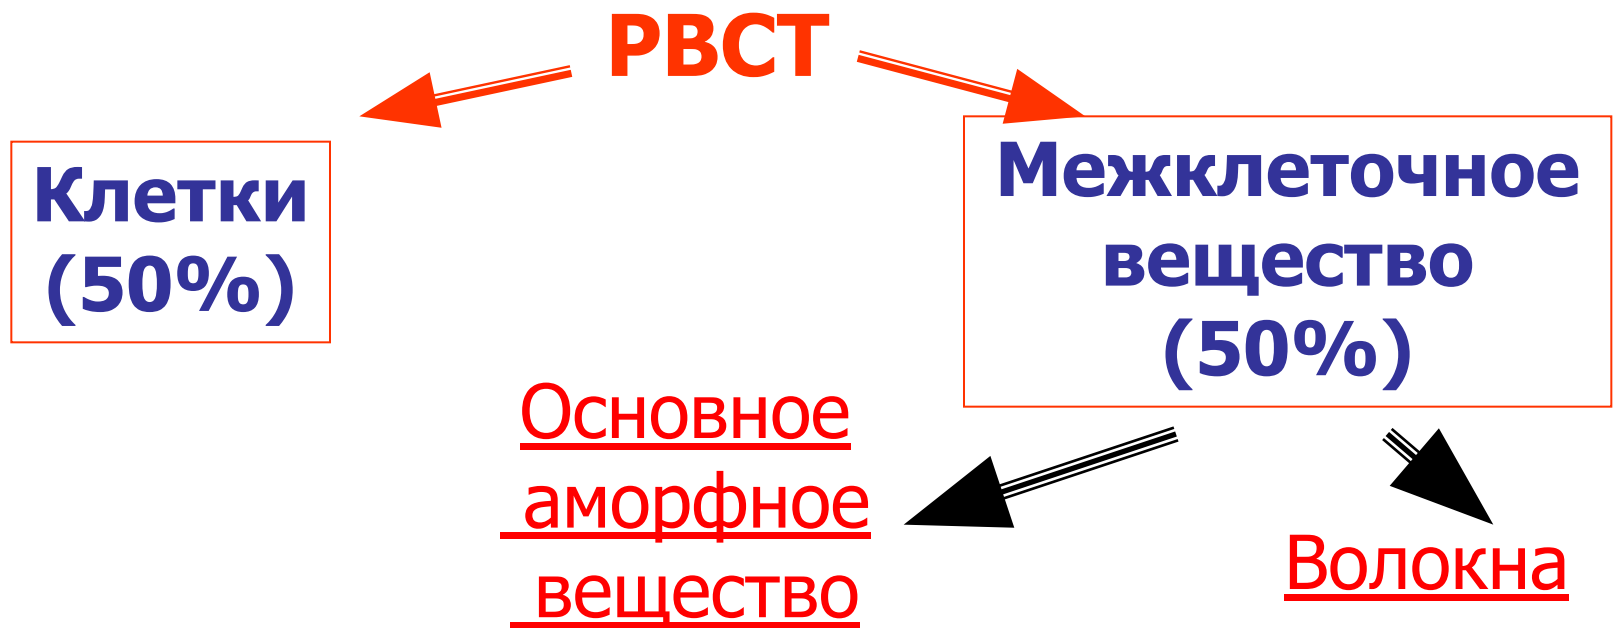 РВСТ
Клетки
(50%)
Межклеточное
вещество
(50%)
Основное
аморфное
вещество
Волокна